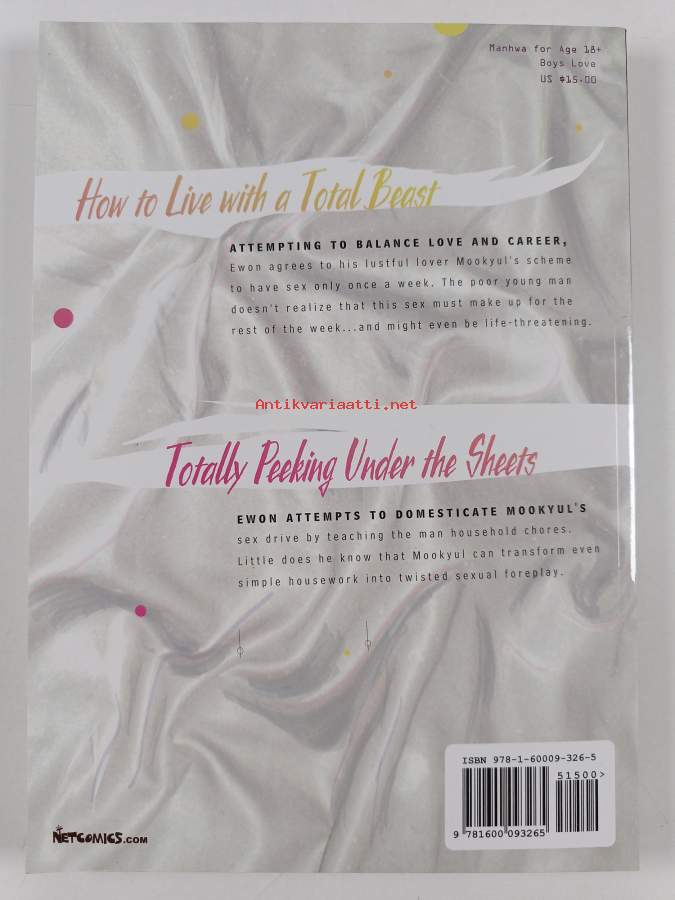 Manhwa for Age 18+
Boys Love
US $15.00
How to Live with a Total Beast
ATTEMPTING TO BALANCE LOVE AND CAREER,
Ewon agrees to his lustful lover Mookyul's scheme
to have sex only once a week. The poor young man
doesn't realize that this sex must make up for the
rest of the week...and might even be life-threatening.
Antikvariaatti.net
Totally Peeking Under the Sheets
EWON ATTEMPTS TO DOMESTICATE MOOKYUL'S
sex drive by teaching the man household chores.
Little does he know that Mookyul can transform even
simple housework into twisted sexual foreplay.
ISBN 978-1-60009-326-5
51500>
9 781600 093265
NETCOMICS.COM